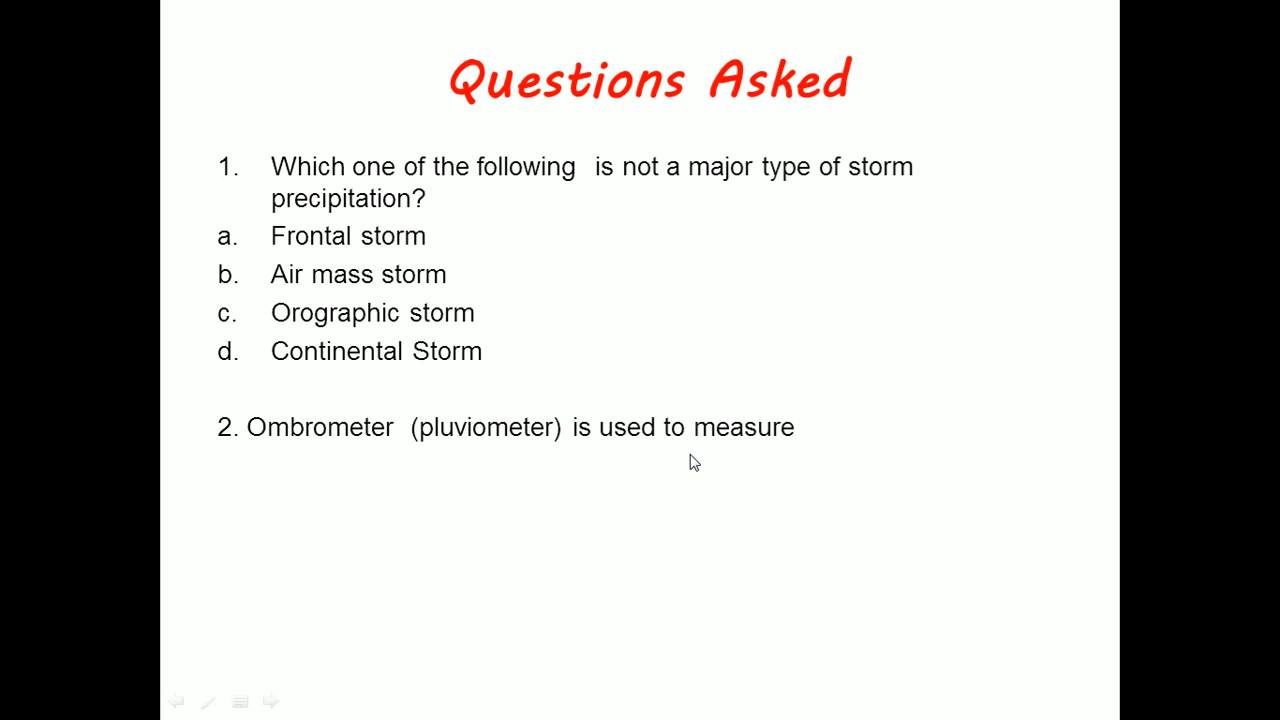 Questions Asked
1. Which one of the following is not a major type of storm
precipitation?
a. Frontal storm
b. Air mass storm
c. Orographic storm
d. Continental Storm
2. Ombrometer (pluviometer) is used to measure